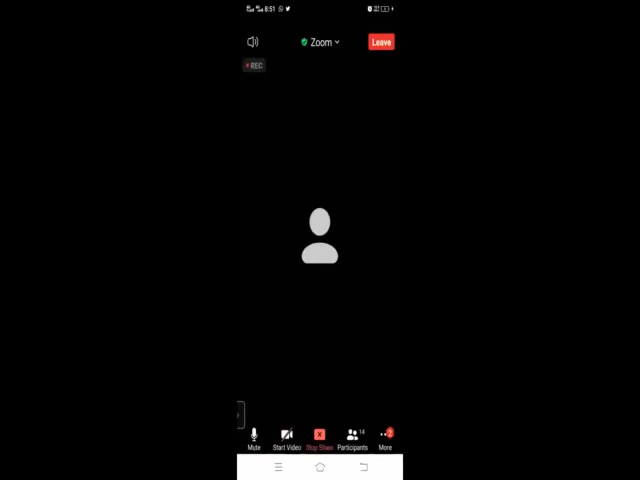 8:51
Zoom
Leave
REC
14
2
Mute
Start Video
Stop Share
Participants
More